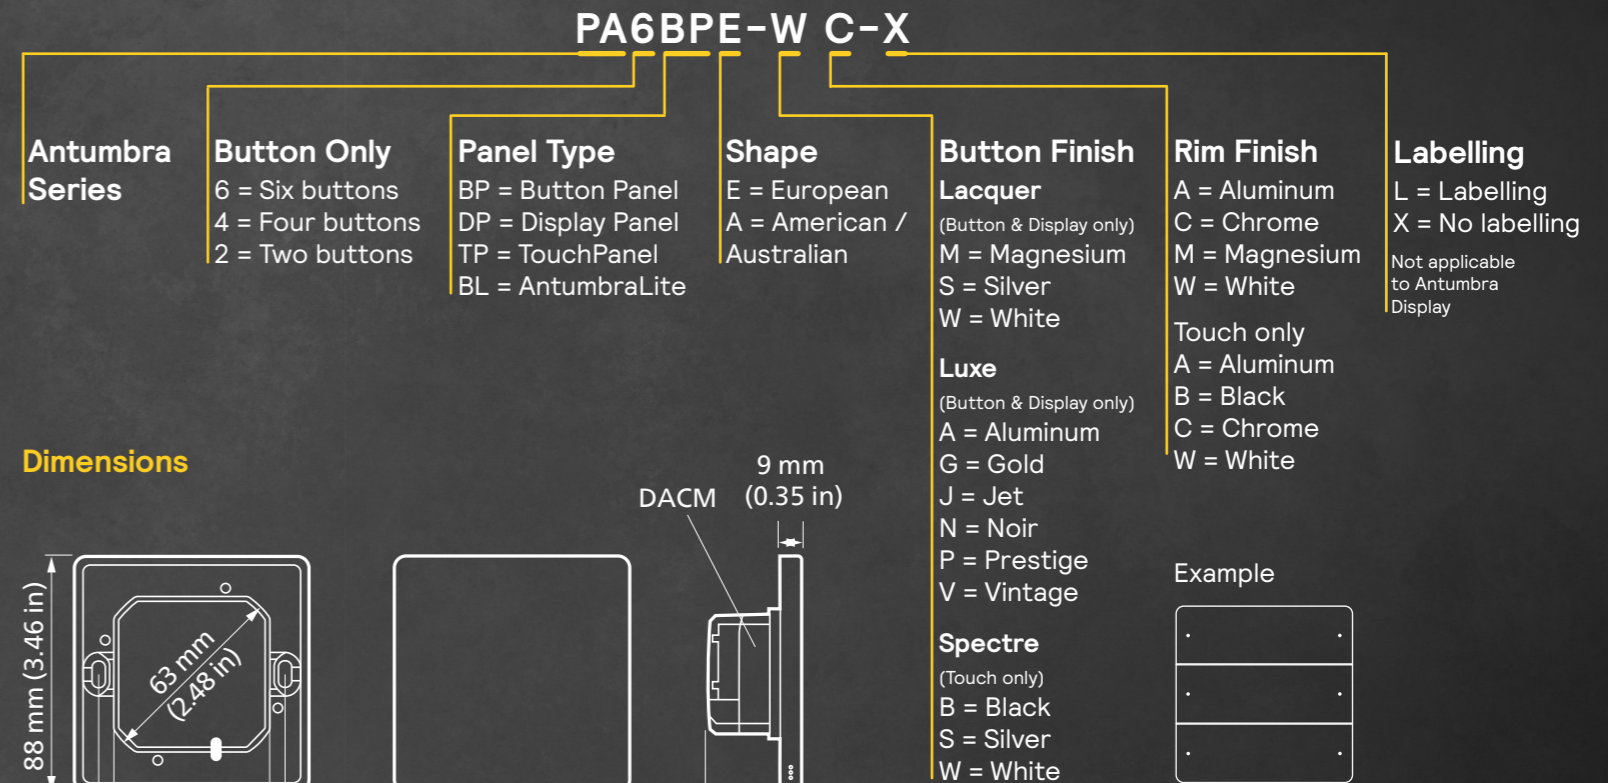 PA6BPE-W C-X
Antumbra
Series
Button Only
6 = Six buttons
4 = Four buttons
2 = Two buttons
Panel Type
BP = Button Panel
DP = Display Panel
TP = TouchPanel
BL = AntumbraLite
Shape
E = European
A = American /
Australian
Button Finish
Lacquer
(Button & Display only)
M = Magnesium
S = Silver
W = White
Luxe
(Button & Display only)
A = Aluminum
G = Gold
J = Jet
N = Noir
P = Prestige
V = Vintage
Spectre
(Touch only)
B = Black
S = Silver
W = White
Rim Finish
A = Aluminum
C = Chrome
M = Magnesium
W = White
Touch only
A = Aluminum
B = Black
C = Chrome
W = White
Labelling
L = Labelling
X = No labelling
Not applicable
to Antumbra
Display
Dimensions
88 mm (3.46 in)
63 mm
(2.48 in)
DACM
9 mm
(0.35 in)
Example